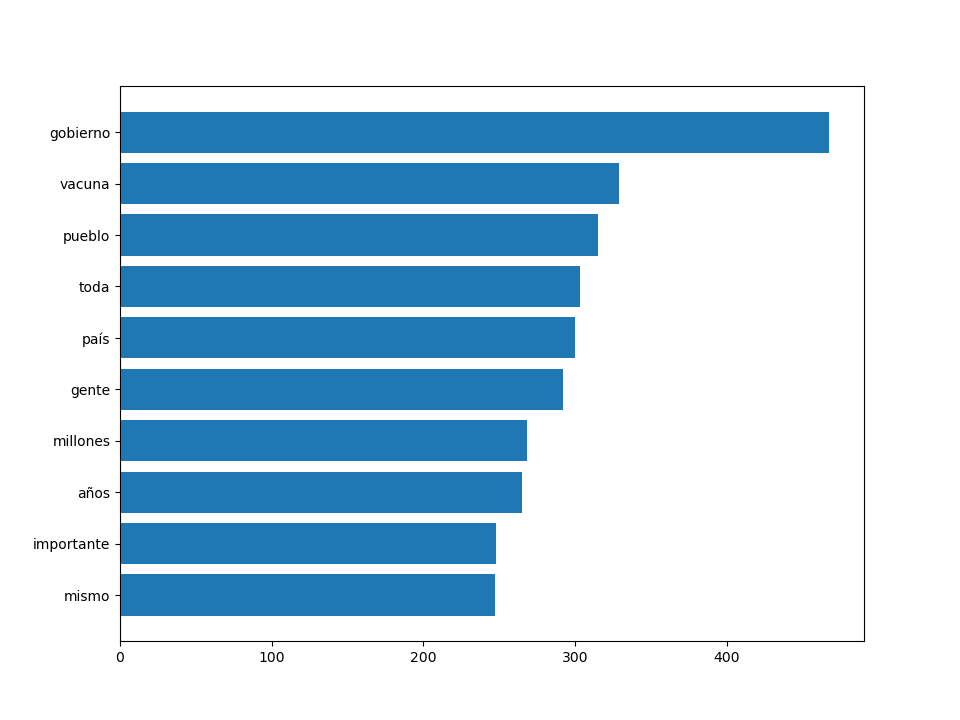 gobierno
vacuna
pueblo
toda
país
gente
millones
años
importante
mismo
0 100 200 300 400